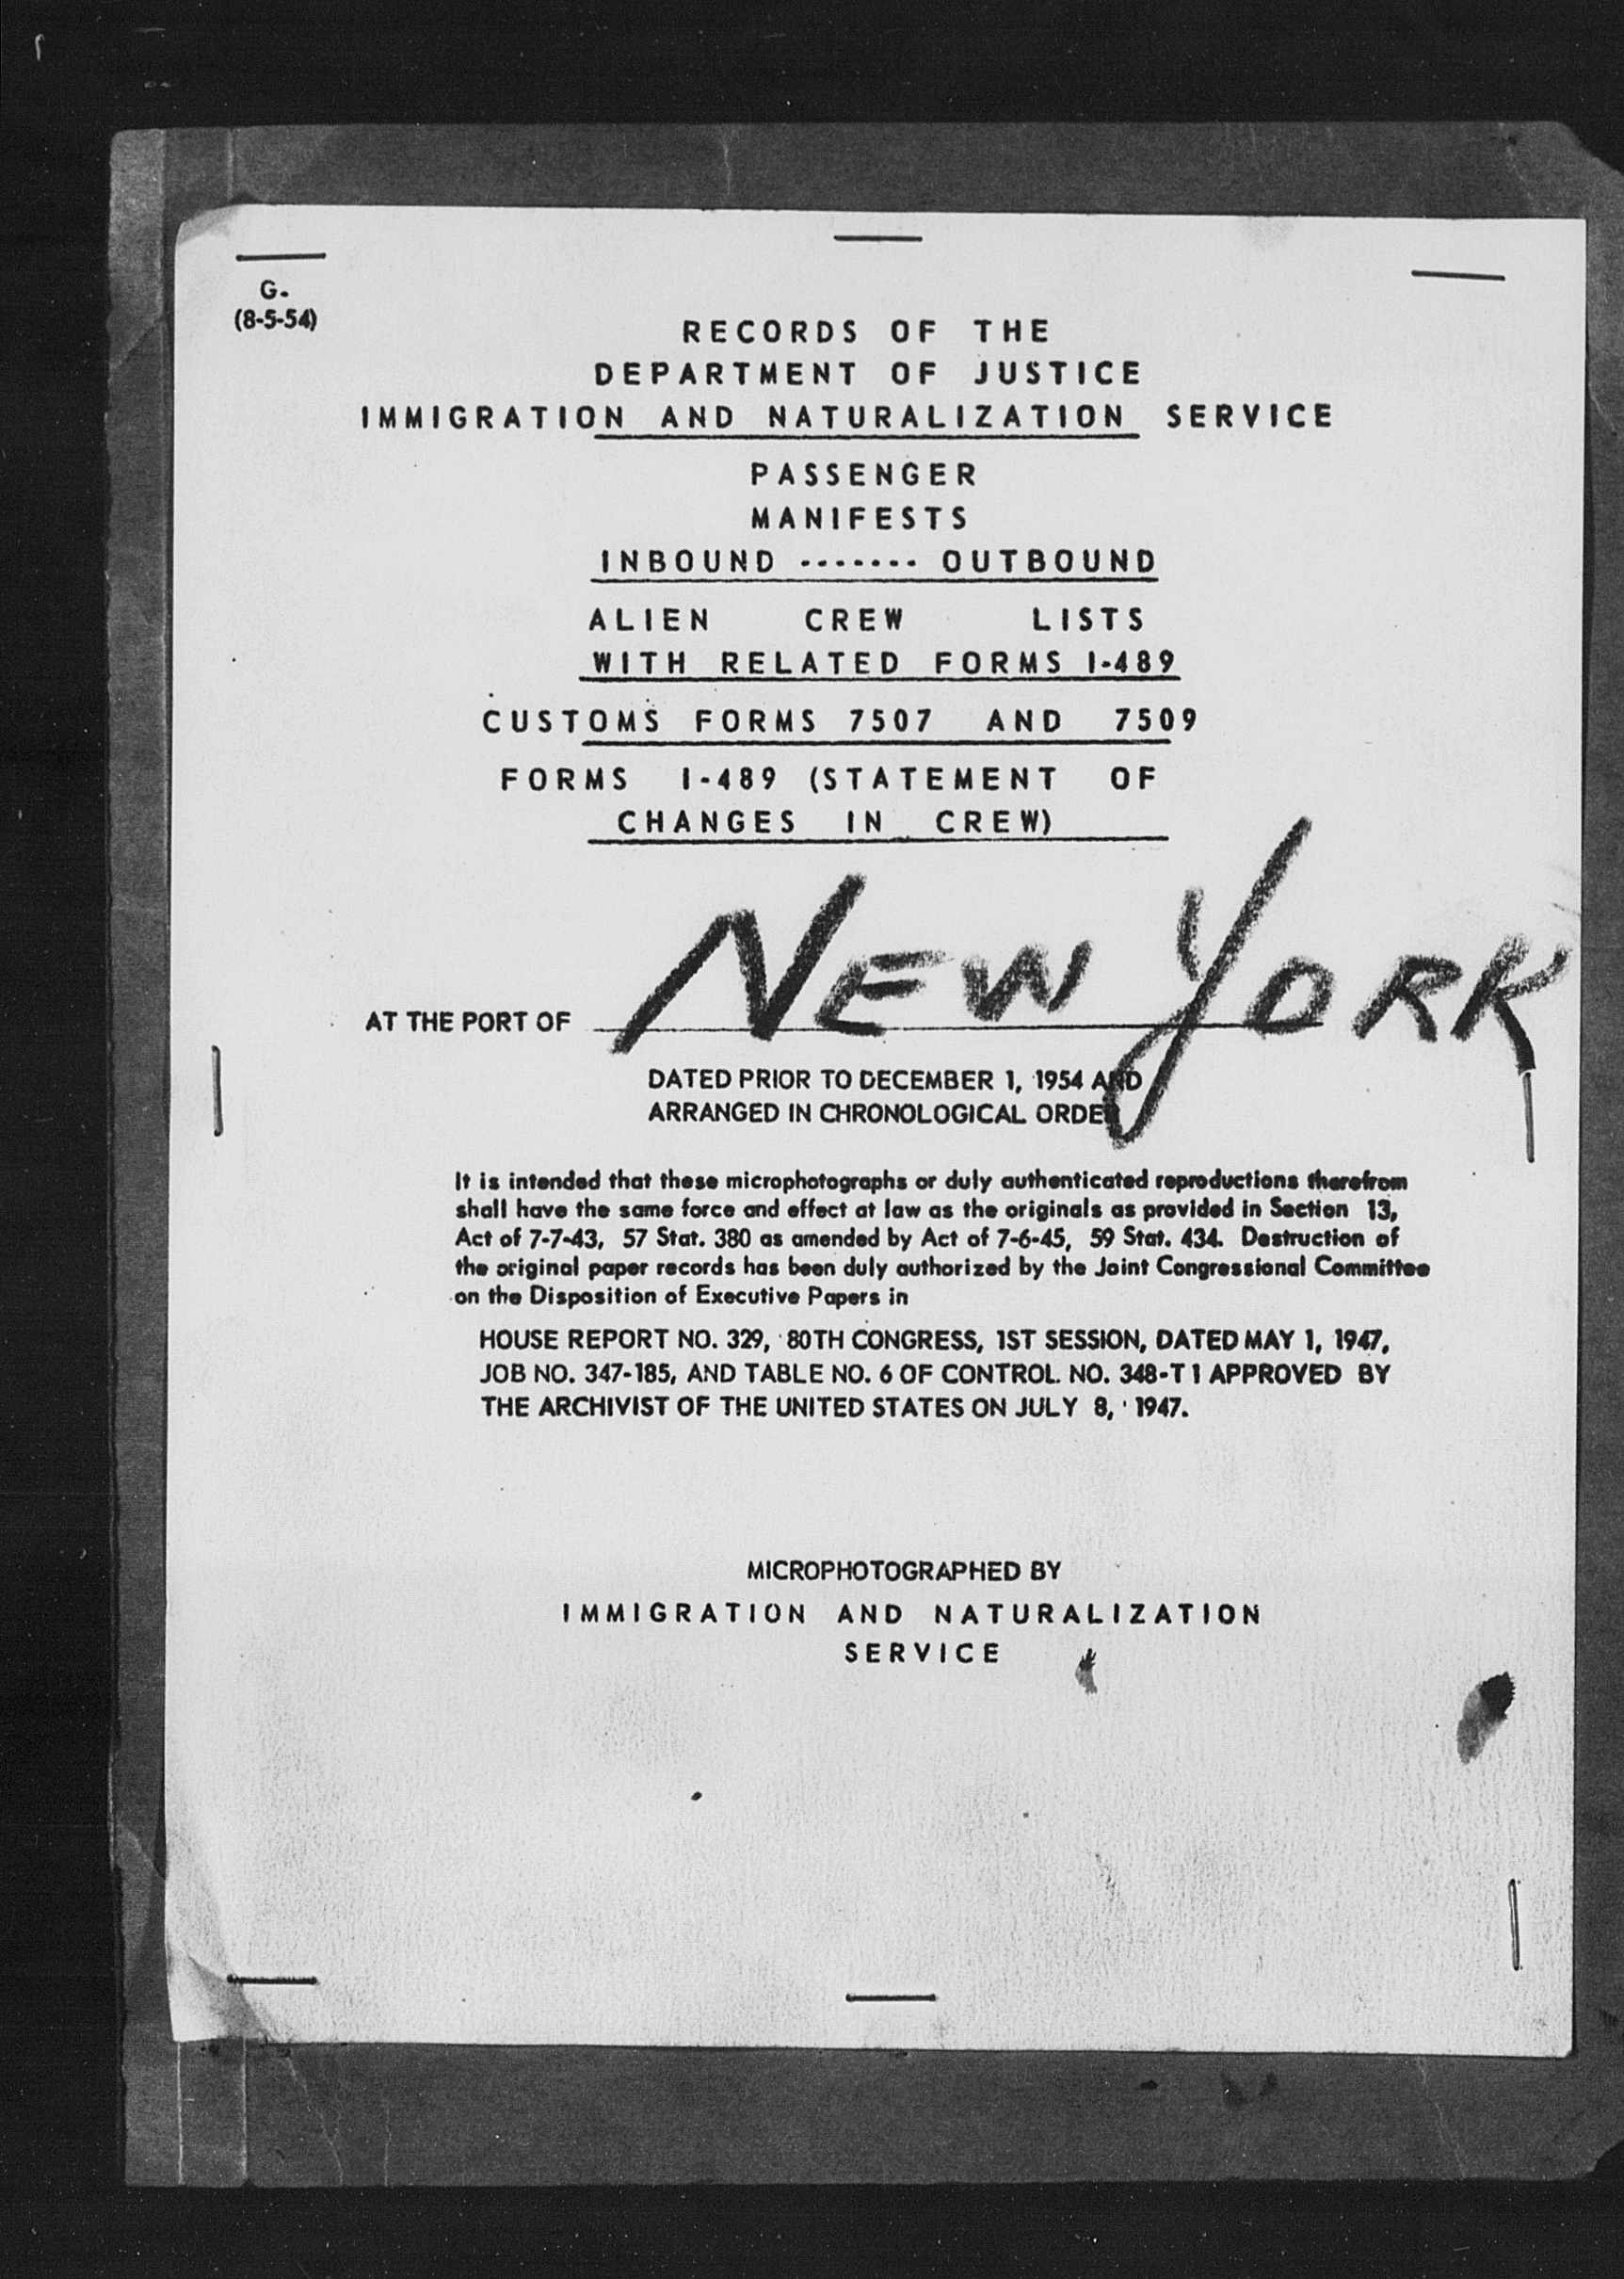 G.
(8-5-54)
RECORDS OF THE
DEPARTMENT OF JUSTICE
IMMIGRATION AND NATURALIZATION SERVICE
PASSENGER
MANIFESTS
INBOUND ------- OUTBOUND
ALIEN CREW LISTS
WITH RELATED FORMS I-489
CUSTOMS FORMS 7507 AND 7509
FORMS I-489 (STATEMENT OF
CHANGES IN CREW)
AT THE PORT OF NEW YORK
DATED PRIOR TO DECEMBER 1, 1954 AND
ARRANGED IN CHRONOLOGICAL ORDER
It is intended that these microphotographs or duly authenticated reproductions therefrom
shall have the same force and effect at law as the originals as provided in Section 13,
Act of 7-7-43, 57 Stat. 380 as amended by Act of 7-6-45, 59 Stat. 434. Destruction of
the original paper records has been duly authorized by the Joint Congressional Committee
on the Disposition of Executive Papers in
HOUSE REPORT NO. 329, 80TH CONGRESS, 1ST SESSION, DATED MAY 1, 1947,
JOB NO. 347-185, AND TABLE NO. 6 OF CONTROL NO. 348-T1 APPROVED BY
THE ARCHIVIST OF THE UNITED STATES ON JULY 8, 1947.
MICROPHOTOGRAPHED BY
IMMIGRATION AND NATURALIZATION
SERVICE